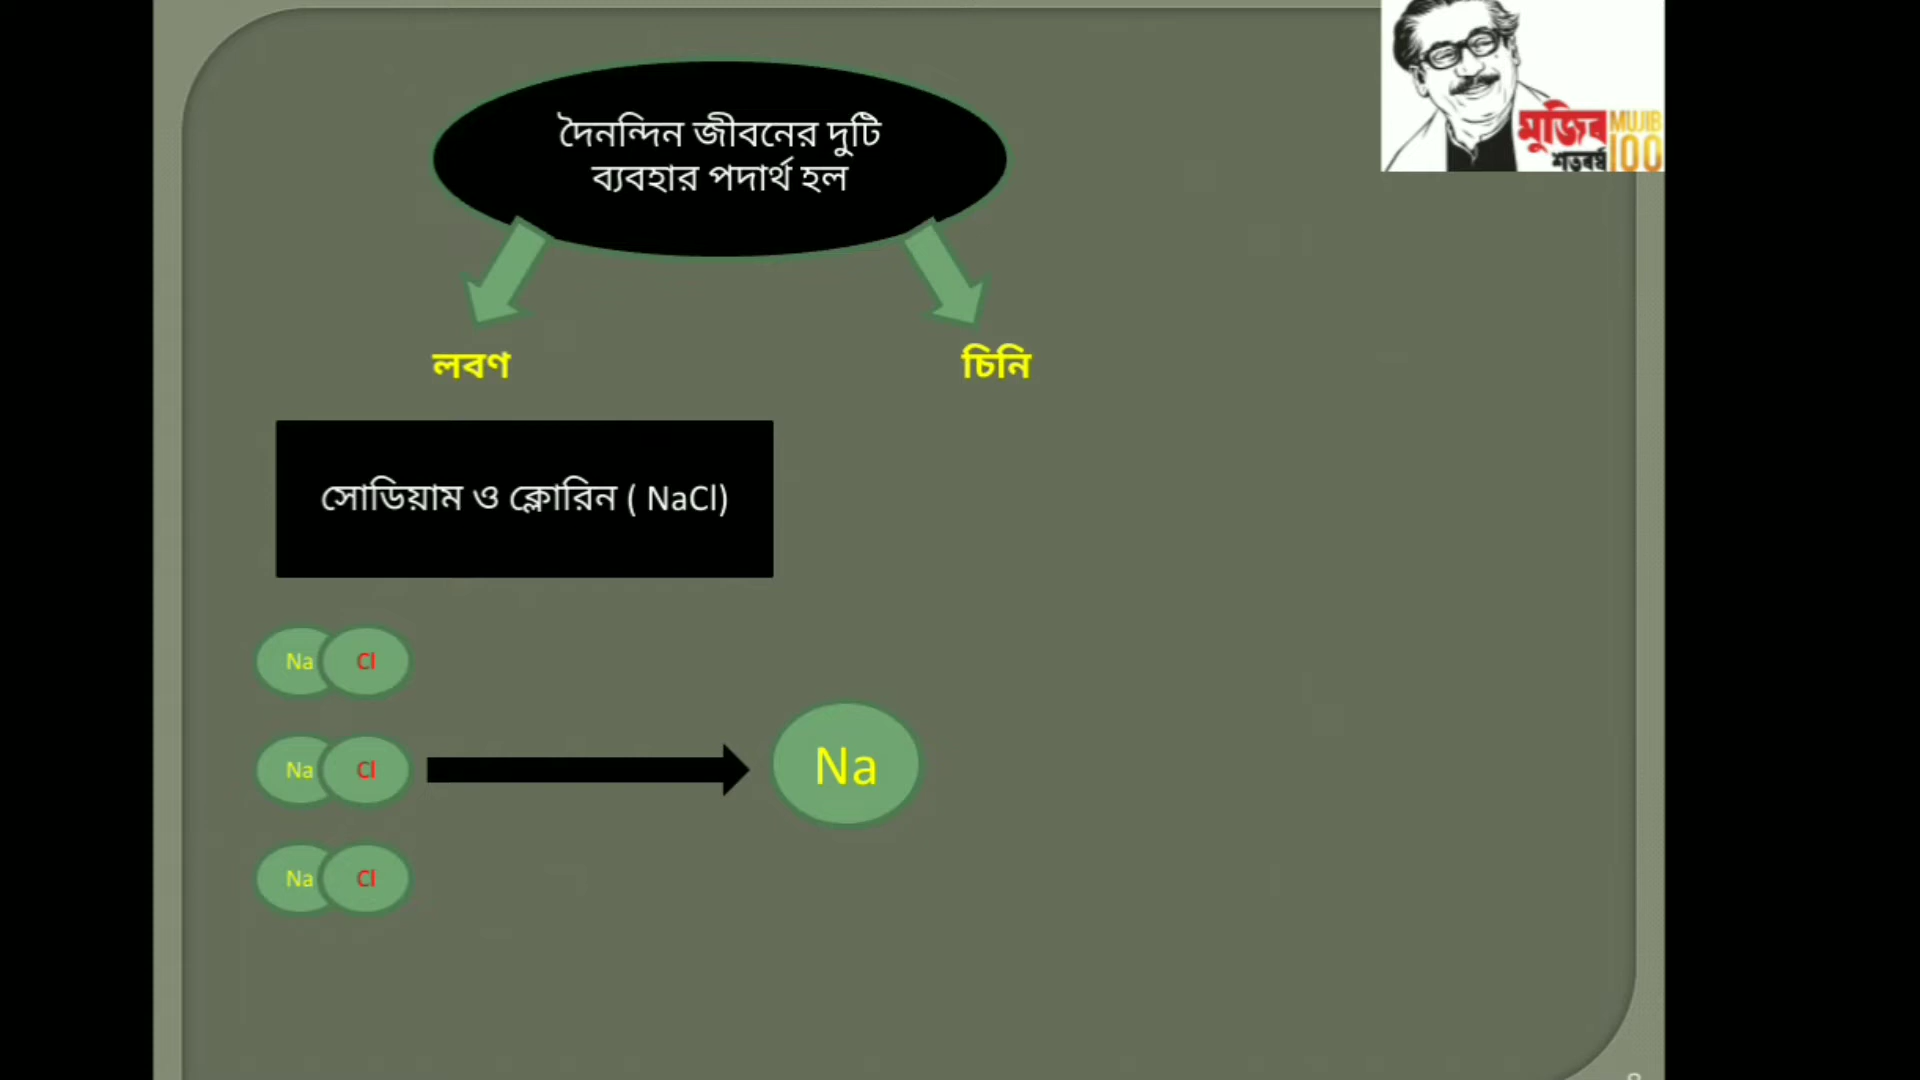 দৈনন্দিন জীবনের দুটি
ব্যবহার পদার্থ হল
মুজিব MUJIB
শতবর্ষ 100
লবণ
চিনি
সোডিয়াম ও ক্লোরিন ( NaCl)
Na Cl
Na Cl
Na
Na Cl